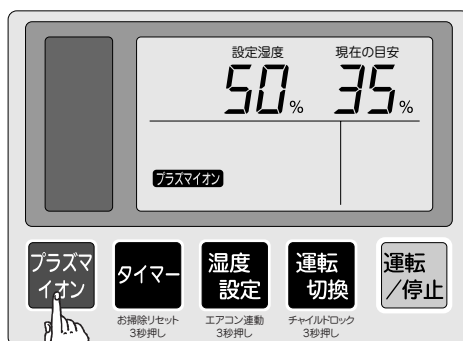 設定湿度 現在の目安
50% 35%
プラズマイオン
プラズマ
イオン
タイマー
湿度
設定
運転
切換
運転
/停止
お掃除リセット
3秒押し
エアコン連動
3秒押し
チャイルドロック
3秒押し